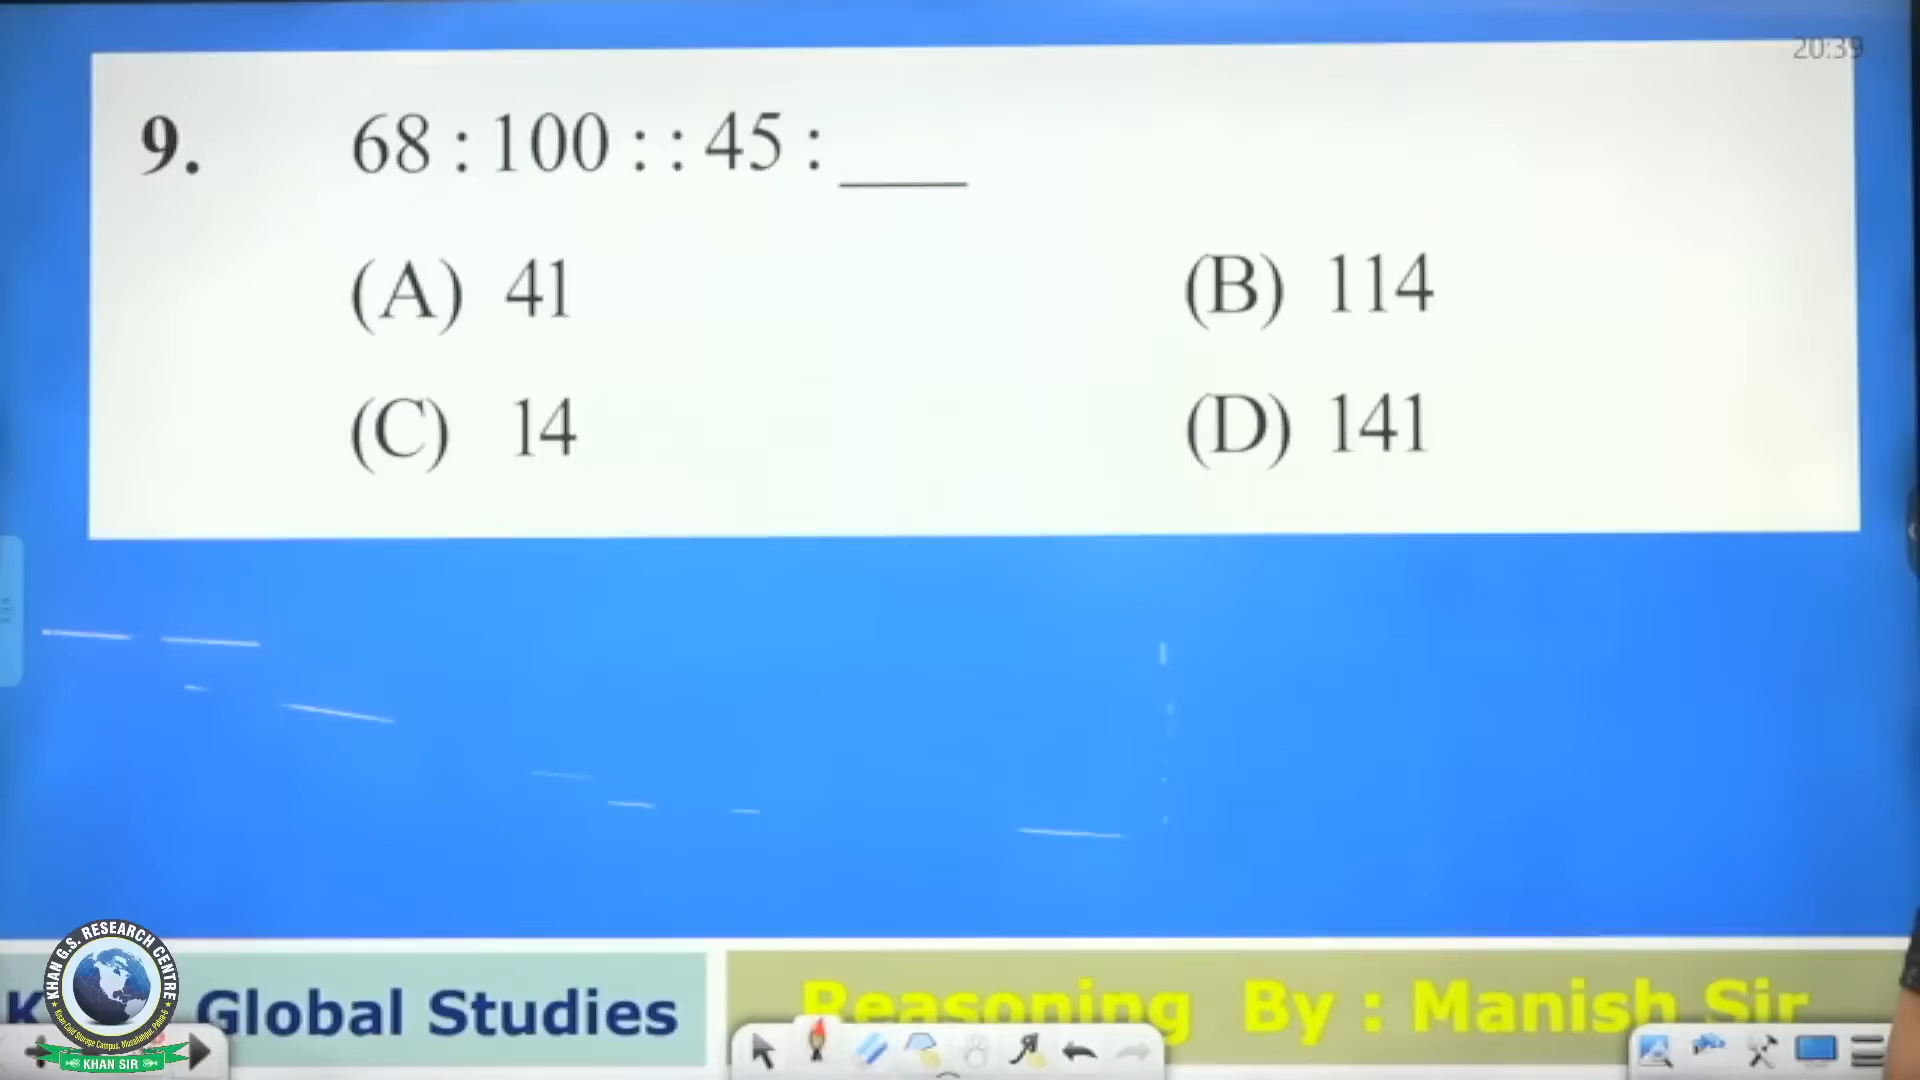 20:39
9. 68 : 100 : : 45 : ____
(A) 41 (B) 114
(C) 14 (D) 141
K Global Studies
Reasoning By : Manish Sir
KHAN G.S. RESEARCH CENTRE
KHAN SIR